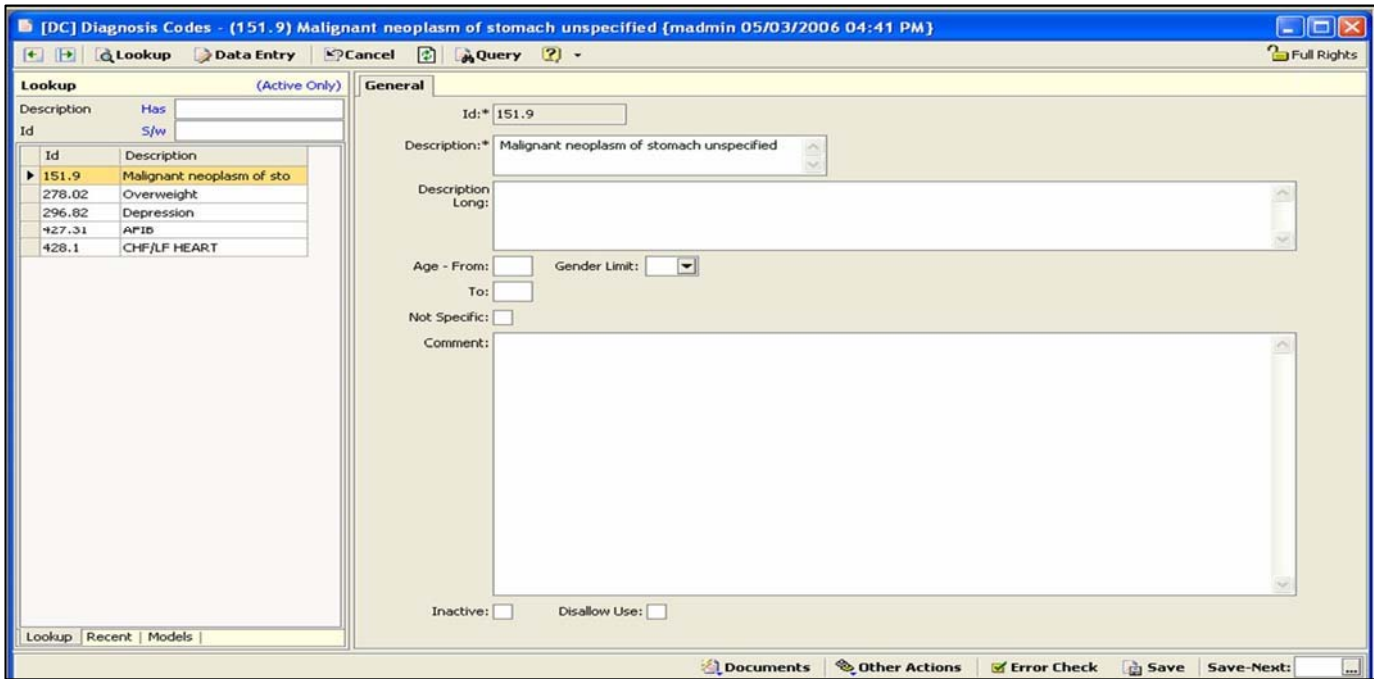 [DC] Diagnosis Codes - (151.9) Malignant neoplasm of stomach unspecified {madmin 05/03/2006 04:41 PM}
Lookup Data Entry Cancel Query Full Rights
Lookup (Active Only)
Description Has
Id S/w
Id Description
151.9 Malignant neoplasm of sto
278.02 Overweight
296.82 Depression
427.31 AFIB
428.1 CHF/LF HEART
Lookup Recent | Models |
General
Id:* 151.9
Description:* Malignant neoplasm of stomach unspecified
Description
Long:
Age - From: Gender Limit:
To:
Not Specific:
Comment:
Inactive: Disallow Use:
Documents Other Actions Error Check Save Save-Next: ...